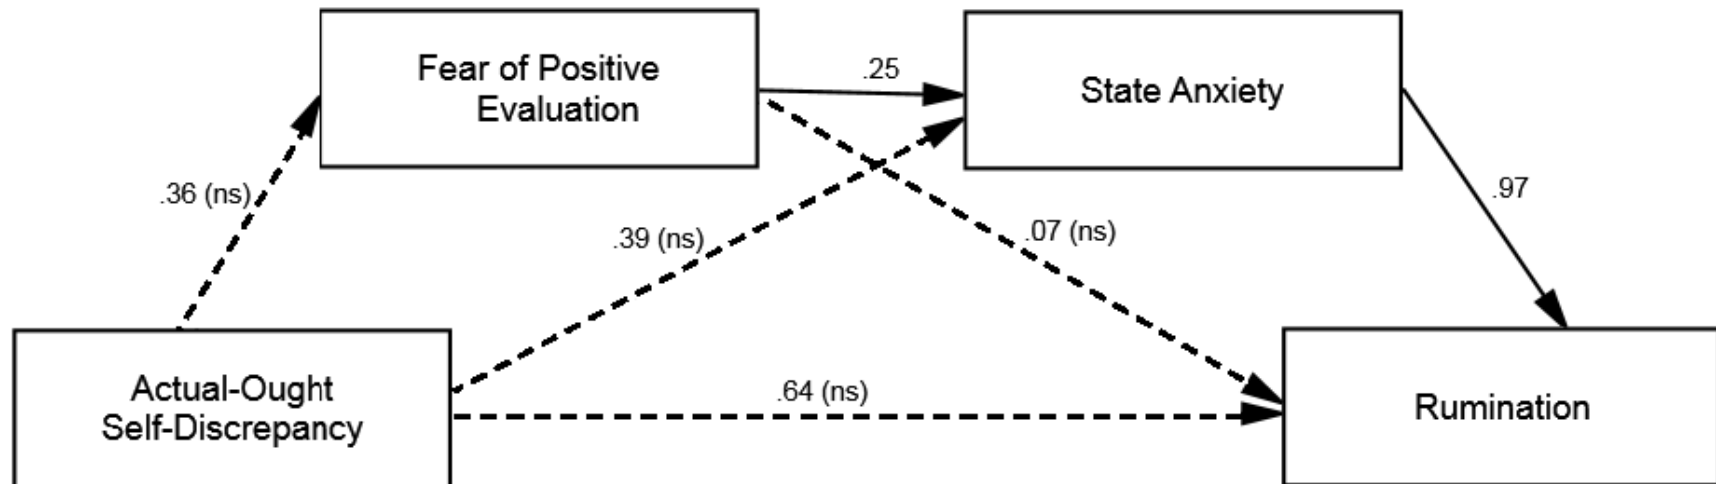 Fear of Positive
Evaluation
.25
State Anxiety
.36 (ns)
.39 (ns)
.07 (ns)
.97
Actual-Ought
Self-Discrepancy
.64 (ns)
Rumination